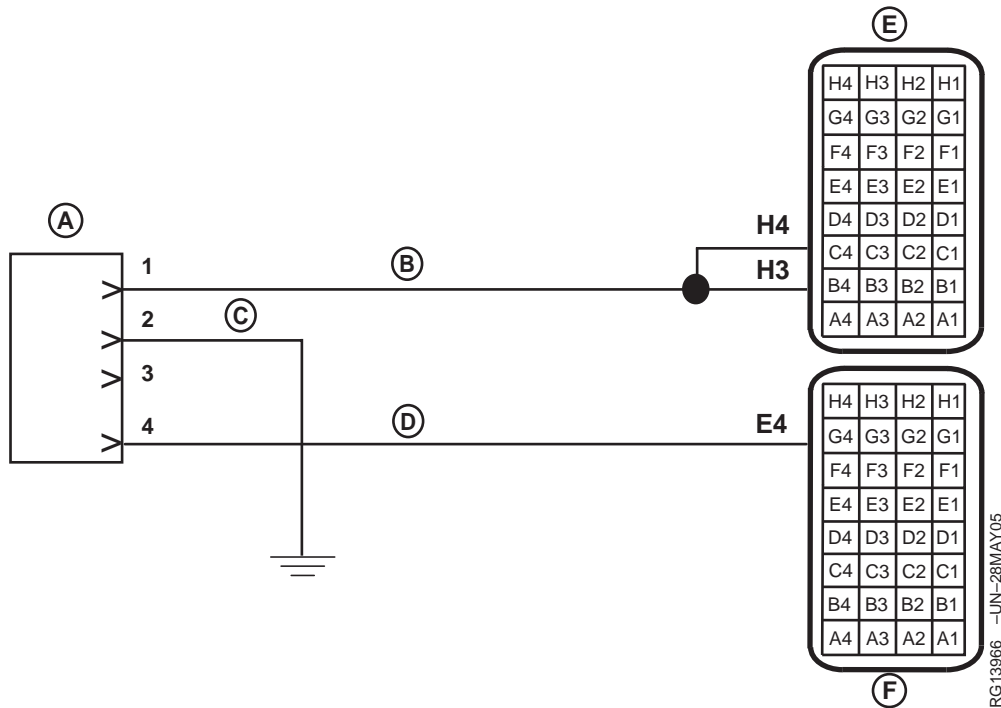 E
H4 H3 H2 H1
G4 G3 G2 G1
F4 F3 F2 F1
E4 E3 E2 E1
D4 D3 D2 D1
C4 C3 C2 C1
B4 B3 B2 B1
A4 A3 A2 A1
A
1
2
3
4
B
C
D
H4
H3
E4
H4 H3 H2 H1
G4 G3 G2 G1
F4 F3 F2 F1
E4 E3 E2 E1
D4 D3 D2 D1
C4 C3 C2 C1
B4 B3 B2 B1
A4 A3 A2 A1
F
RG13966 –UN–28MAY05